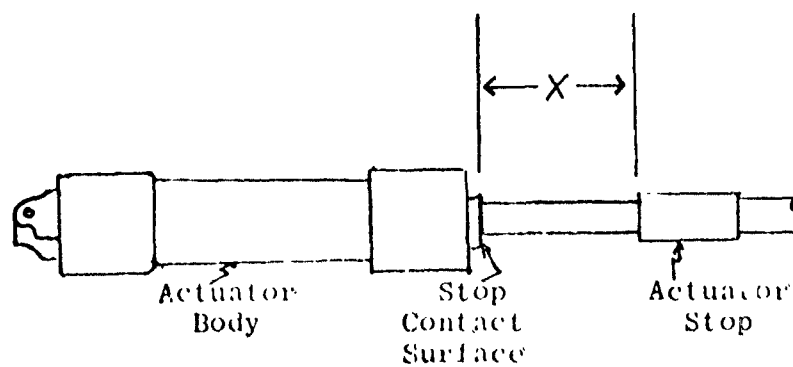 X
Actuator
Body
Stop
Contact
Surface
Actuator
Stop